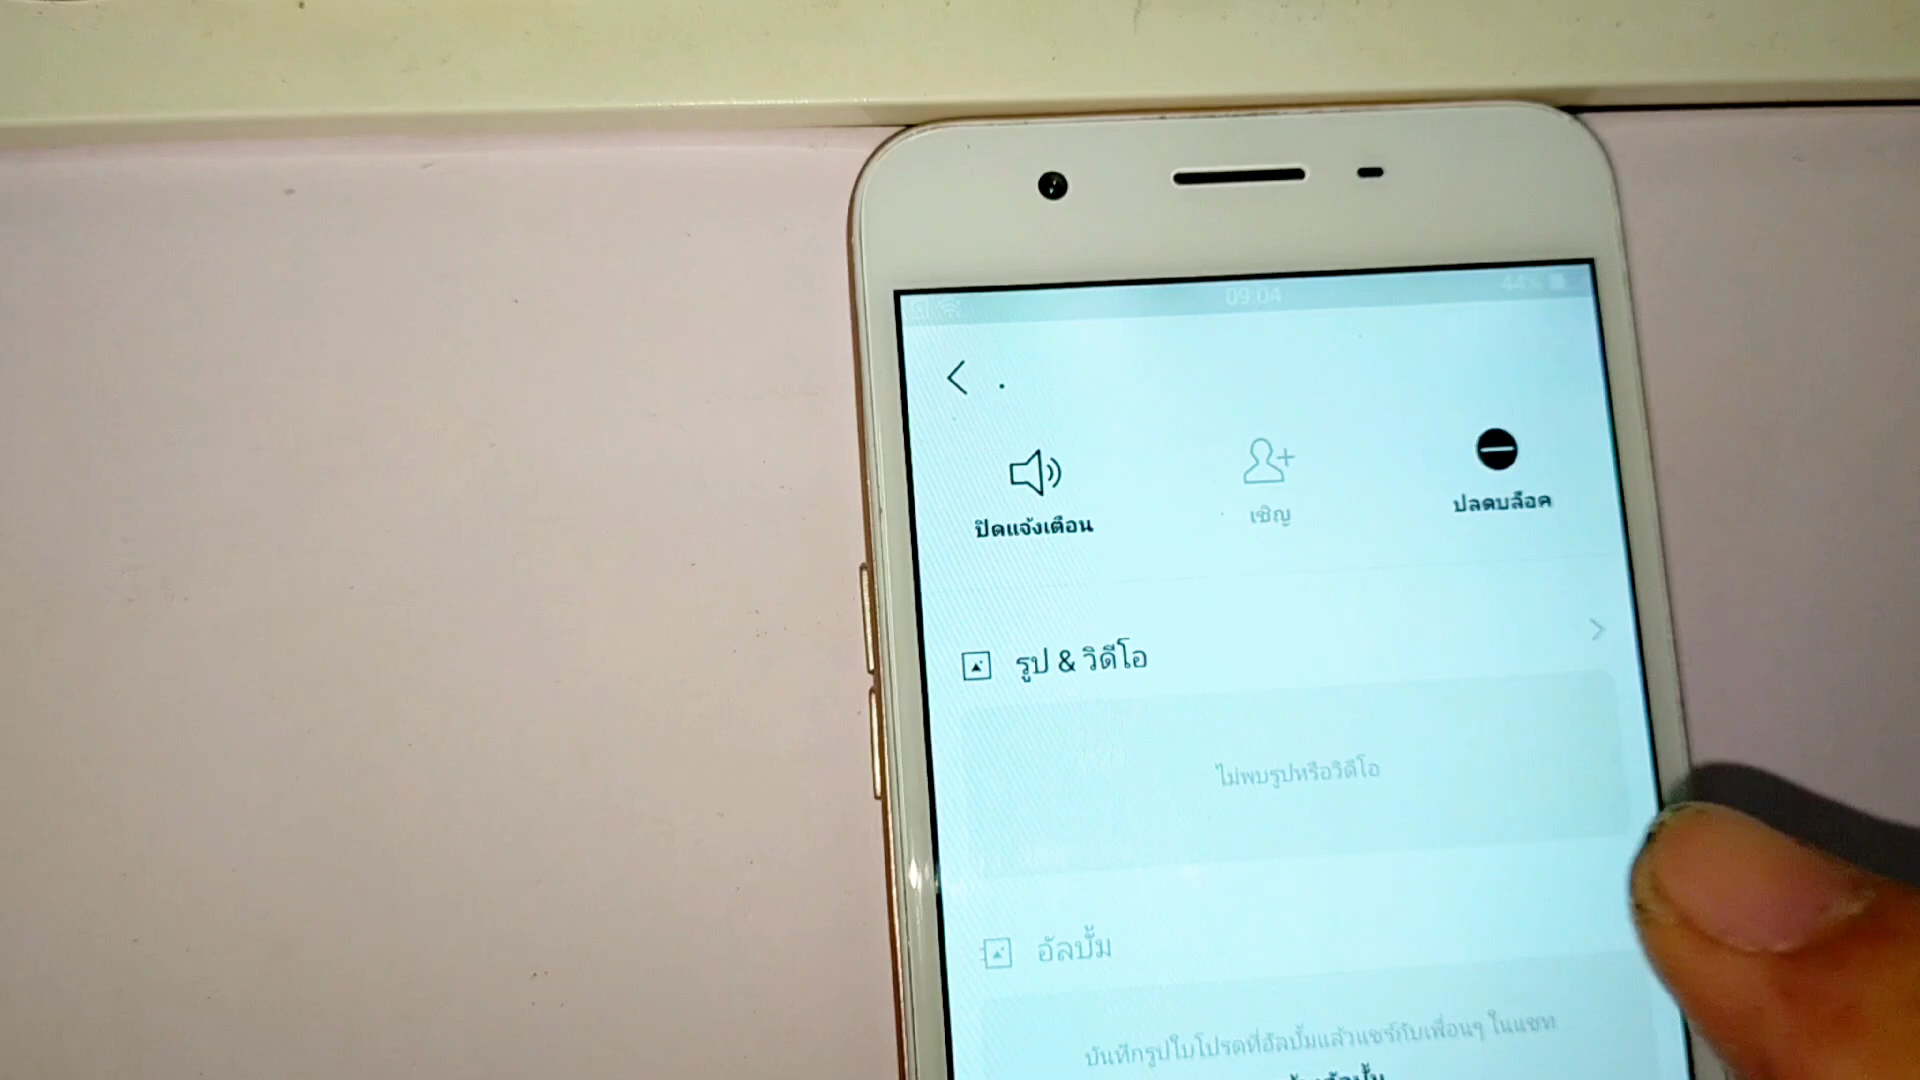 09:04
44%
.
ปิดแจ้งเตือน
เชิญ
ปลดบล็อค
รูป & วิดีโอ
ไม่พบรูปหรือวิดีโอ
อัลบั้ม
บันทึกรูปใบโปรดที่อัลบั้มแล้วแชร์กับเพื่อนๆ ในแชท